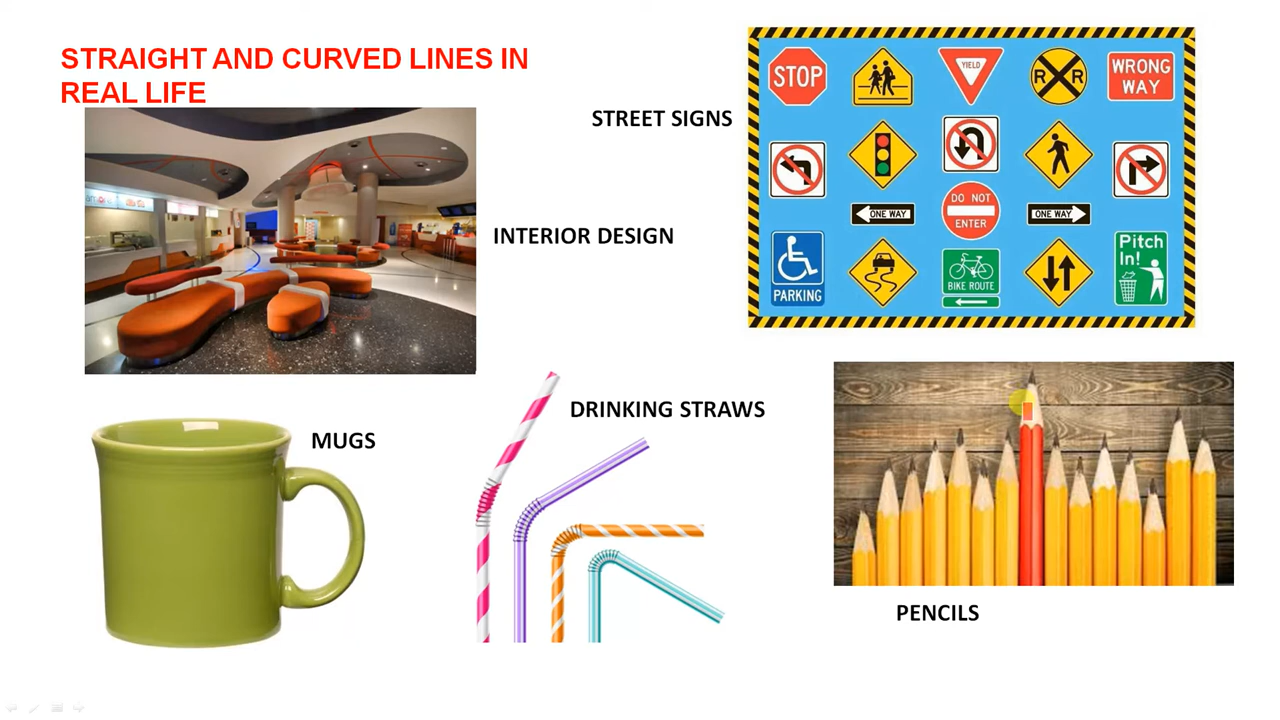 STRAIGHT AND CURVED LINES IN
REAL LIFE
STREET SIGNS
STOP
YIELD
R R
WRONG
WAY
DO NOT
ENTER
ONE WAY
ONE WAY
PARKING
BIKE ROUTE
Pitch
In!
INTERIOR DESIGN
MUGS
DRINKING STRAWS
PENCILS